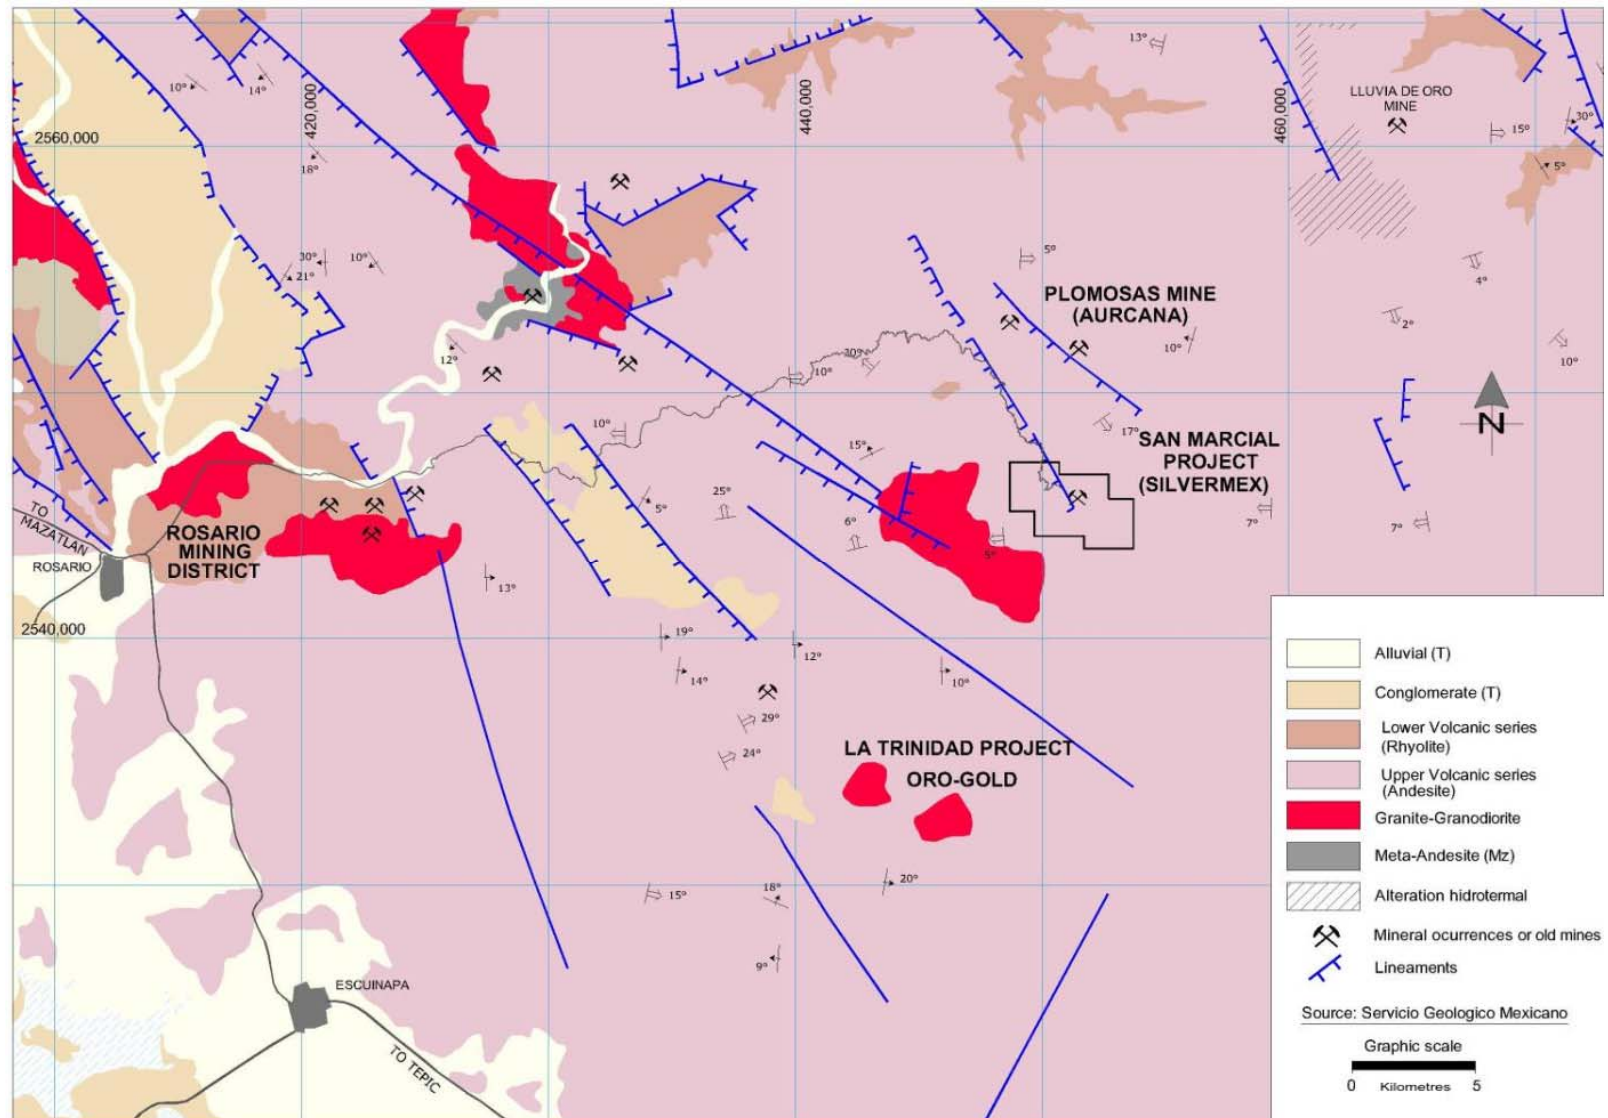 13°
10°
14°
420,000
440,000
460,000
LLUVIA DE ORO
MINE
30°
15°
2560,000
18°
5°
30°
10°
21°
5°
4°
PLOMOSAS MINE
(AURCANA)
2°
10°
10°
12°
30°
10°
10°
15°
17°
SAN MARCIAL
PROJECT
(SILVERMEX)
N
25°
5°
6°
7°
7°
5°
TO
MAZATLAN
ROSARIO
ROSARIO
MINING
DISTRICT
13°
2540,000
19°
12°
14°
10°
29°
24°
LA TRINIDAD PROJECT
ORO-GOLD
20°
15°
18°
9°
ESCUINAPA
TO TEPIC
Alluvial (T)
Conglomerate (T)
Lower Volcanic series
(Rhyolite)
Upper Volcanic series
(Andesite)
Granite-Granodiorite
Meta-Andesite (Mz)
Alteration hidrotermal
Mineral ocurrences or old mines
Lineaments
Source: Servicio Geologico Mexicano
Graphic scale
0 Kilometres 5